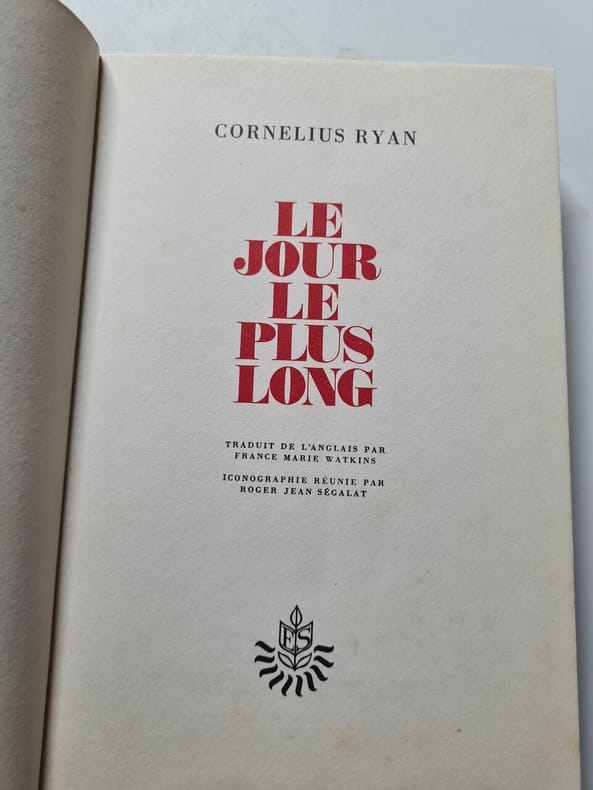 CORNELIUS RYAN
LE
JOUR
LE
PLUS
LONG
TRADUIT DE L'ANGLAIS PAR
FRANCE MARIE WATKINS
ICONOGRAPHIE RÉUNIE PAR
ROGER JEAN SÉGALAT
ES